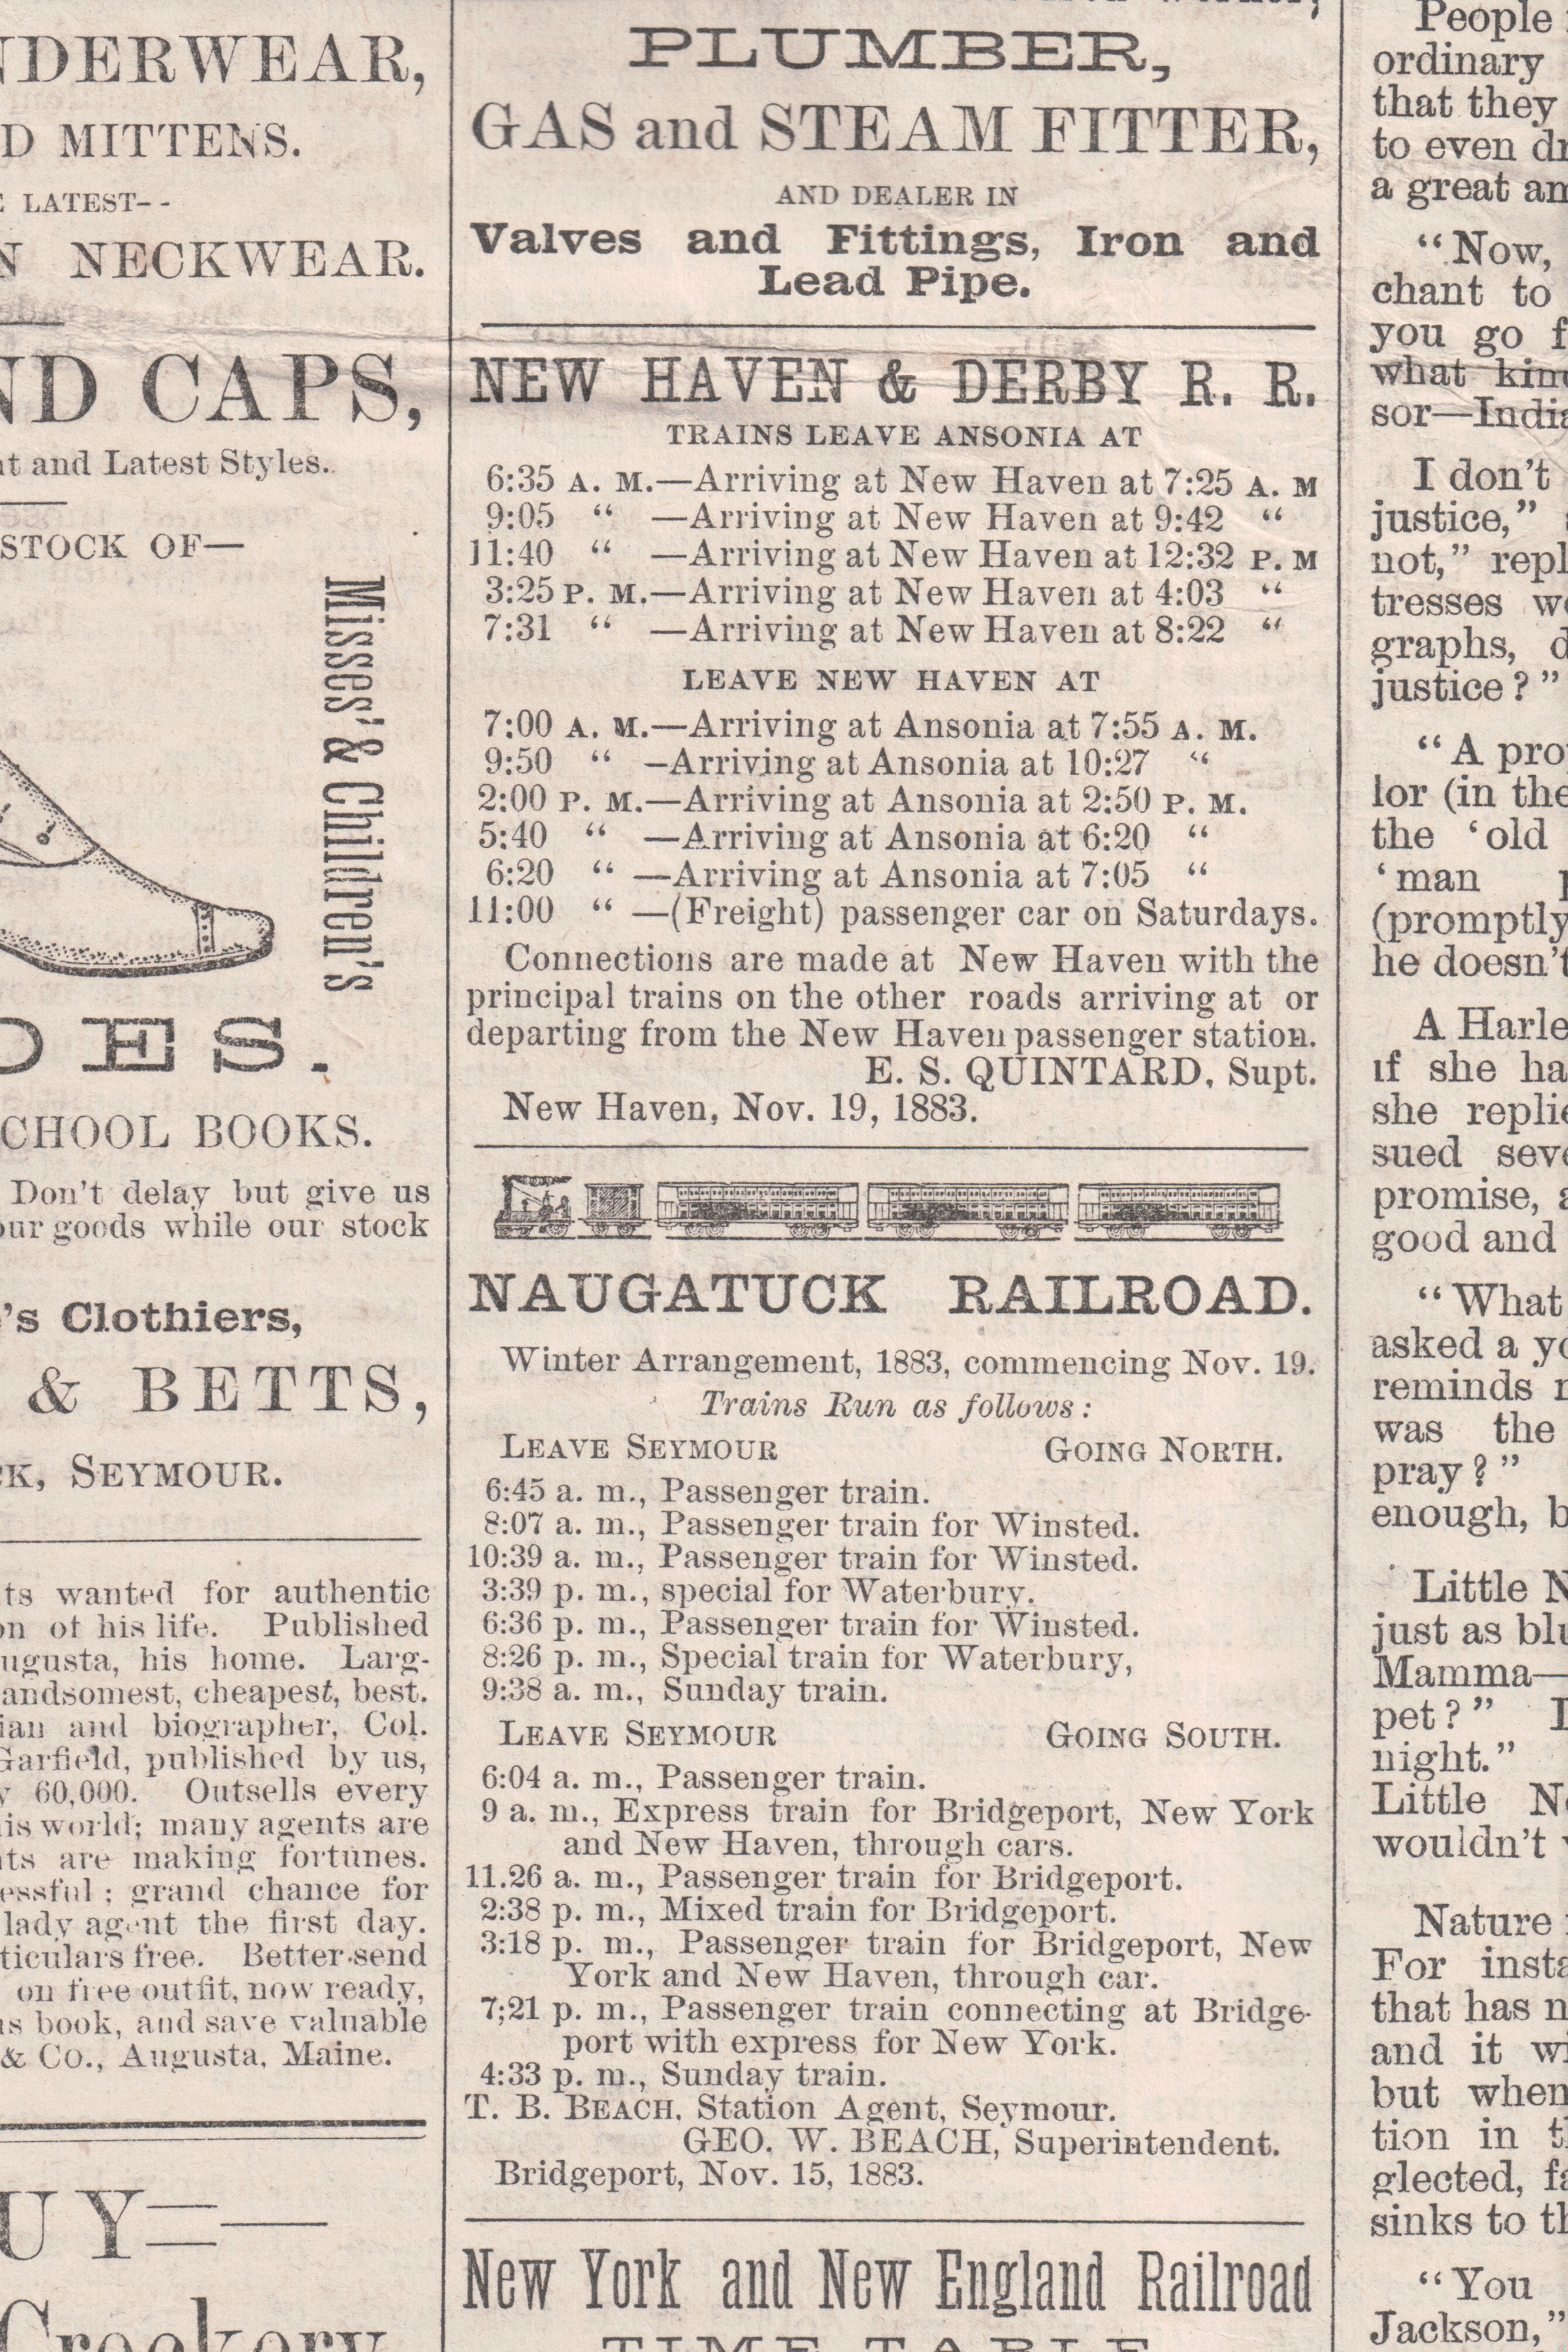 NDERWEAR,
D MITTENS.
LATEST- -
NECKWEAR.
ND CAPS,
and Latest Styles.
STOCK OF—
Misses' & Children's
OES.
CHOOL BOOKS.
Don't delay but give us
our goods while our stock
's Clothiers,
& BETTS,
CK, SEYMOUR.
ts wanted for authentic
on of his life. Published
ugusta, his home. Larg-
andsomest, cheapest, best.
ian and biographer, Col.
Garfield, published by us,
60,000. Outsells every
is world; many agents are
ts are making fortunes.
essful; grand chance for
lady agent the first day.
ticulars free. Better send
on free outfit, now ready,
s book, and save valuable
& Co., Augusta, Maine.
UY=—
Crockery
PLUMBER,
GAS and STEAM FITTER,
AND DEALER IN
Valves and Fittings, Iron and
Lead Pipe.
NEW HAVEN & DERBY R. R.
TRAINS LEAVE ANSONIA AT
6:35 A. M.—Arriving at New Haven at 7:25 A. M
9:05 “ —Arriving at New Haven at 9:42 “
11:40 “ —Arriving at New Haven at 12:32 P. M
3:25 P. M.—Arriving at New Haven at 4:03 “
7:31 “ —Arriving at New Haven at 8:22 “
LEAVE NEW HAVEN AT
7:00 A. M.—Arriving at Ansonia at 7:55 A. M.
9:50 “ –Arriving at Ansonia at 10:27 “
2:00 P. M.—Arriving at Ansonia at 2:50 P. M.
5:40 “ —Arriving at Ansonia at 6:20 “
6:20 “ —Arriving at Ansonia at 7:05 “
11:00 “ —(Freight) passenger car on Saturdays.
Connections are made at New Haven with the
principal trains on the other roads arriving at or
departing from the New Haven passenger station.
E. S. QUINTARD, Supt.
New Haven, Nov. 19, 1883.
NAUGATUCK RAILROAD.
Winter Arrangement, 1883, commencing Nov. 19.
Trains Run as follows:
LEAVE SEYMOUR GOING NORTH.
6:45 a. m., Passenger train.
8:07 a. m., Passenger train for Winsted.
10:39 a. m., Passenger train for Winsted.
3:39 p. m., special for Waterbury.
6:36 p. m., Passenger train for Winsted.
8:26 p. m., Special train for Waterbury,
9:38 a. m., Sunday train.
LEAVE SEYMOUR GOING SOUTH.
6:04 a. m., Passenger train.
9 a. m., Express train for Bridgeport, New York
and New Haven, through cars.
11.26 a. m., Passenger train for Bridgeport.
2:38 p. m., Mixed train for Bridgeport.
3:18 p. m., Passenger train for Bridgeport, New
York and New Haven, through car.
7;21 p. m., Passenger train connecting at Bridge-
port with express for New York.
4:33 p. m., Sunday train.
T. B. BEACH, Station Agent, Seymour.
GEO. W. BEACH, Superintendent.
Bridgeport, Nov. 15, 1883.
New York and New England Railroad
TIME TABLE
People
ordinary
that they
to even dr
a great am
“Now,
chant to
you go f
what kind
sor—India
I don't
justice,”
not,” repl
tresses we
graphs, d
justice?”
“A pro
lor (in the
the ‘old
‘man
(promptly
he doesn't
A Harle
if she ha
she replie
sued seve
promise, a
good and
“What
asked a yo
reminds
was the
pray?”
enough, b
Little N
just as blu
Mamma—
pet?” I
night.”
Little Ne
wouldn't
Nature
For insta
that has n
and it wi
but when
tion in th
glected, fa
sinks to th
“You
Jackson,”